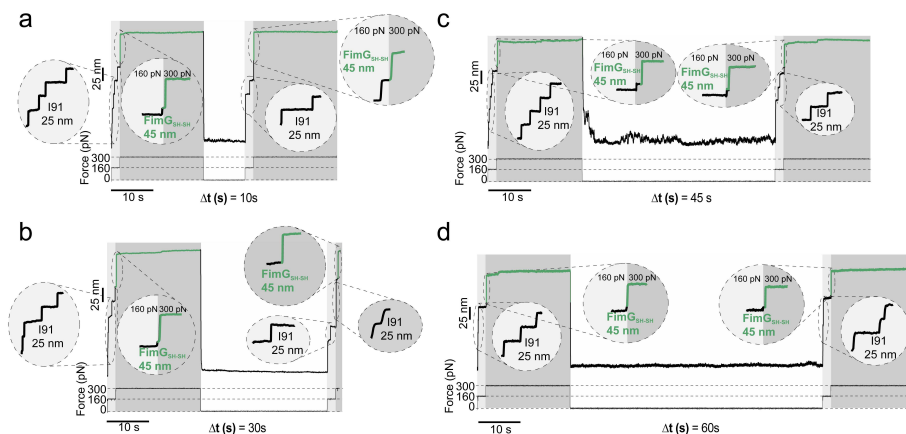 a
25 nm
I91
25 nm
160 pN 300 pN
FimG SH-SH
45 nm
I91
25 nm
160 pN 300 pN
FimG SH-SH
45 nm
Force (pN)
300
160
0
10 s
Δt (s) = 10s
b
25 nm
I91
25 nm
160 pN 300 pN
FimG SH-SH
45 nm
FimG SH-SH
45 nm
I91
25 nm
I91
25 nm
Force (pN)
300
160
0
10 s
Δt (s) = 30s
c
25 nm
I91
25 nm
160 pN 300 pN
FimG SH-SH
45 nm
160 pN 300 pN
FimG SH-SH
45 nm
I91
25 nm
Force (pN)
300
160
0
10 s
Δt (s) = 45s
d
25 nm
I91
25 nm
160 pN 300 pN
FimG SH-SH
45 nm
160 pN 300 pN
FimG SH-SH
45 nm
I91
25 nm
Force (pN)
300
160
0
10 s
Δt (s) = 60s